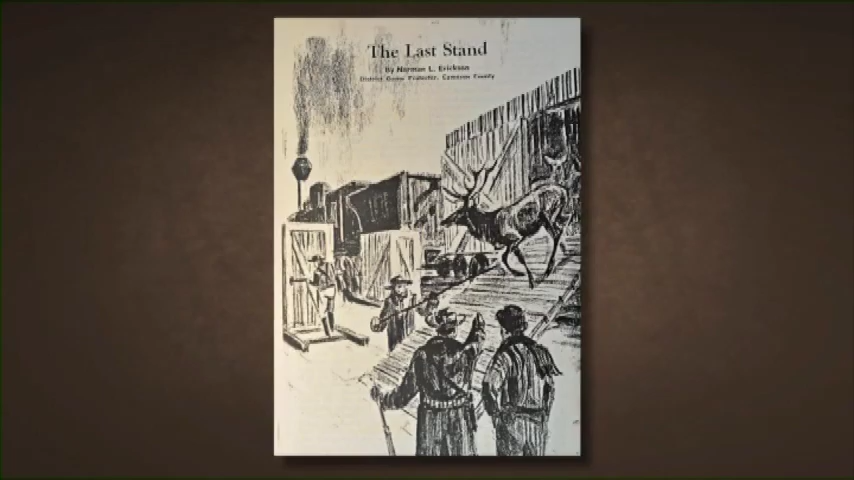 The Last Stand
By Norman L. Erickson
District Game Protector, Cameron County